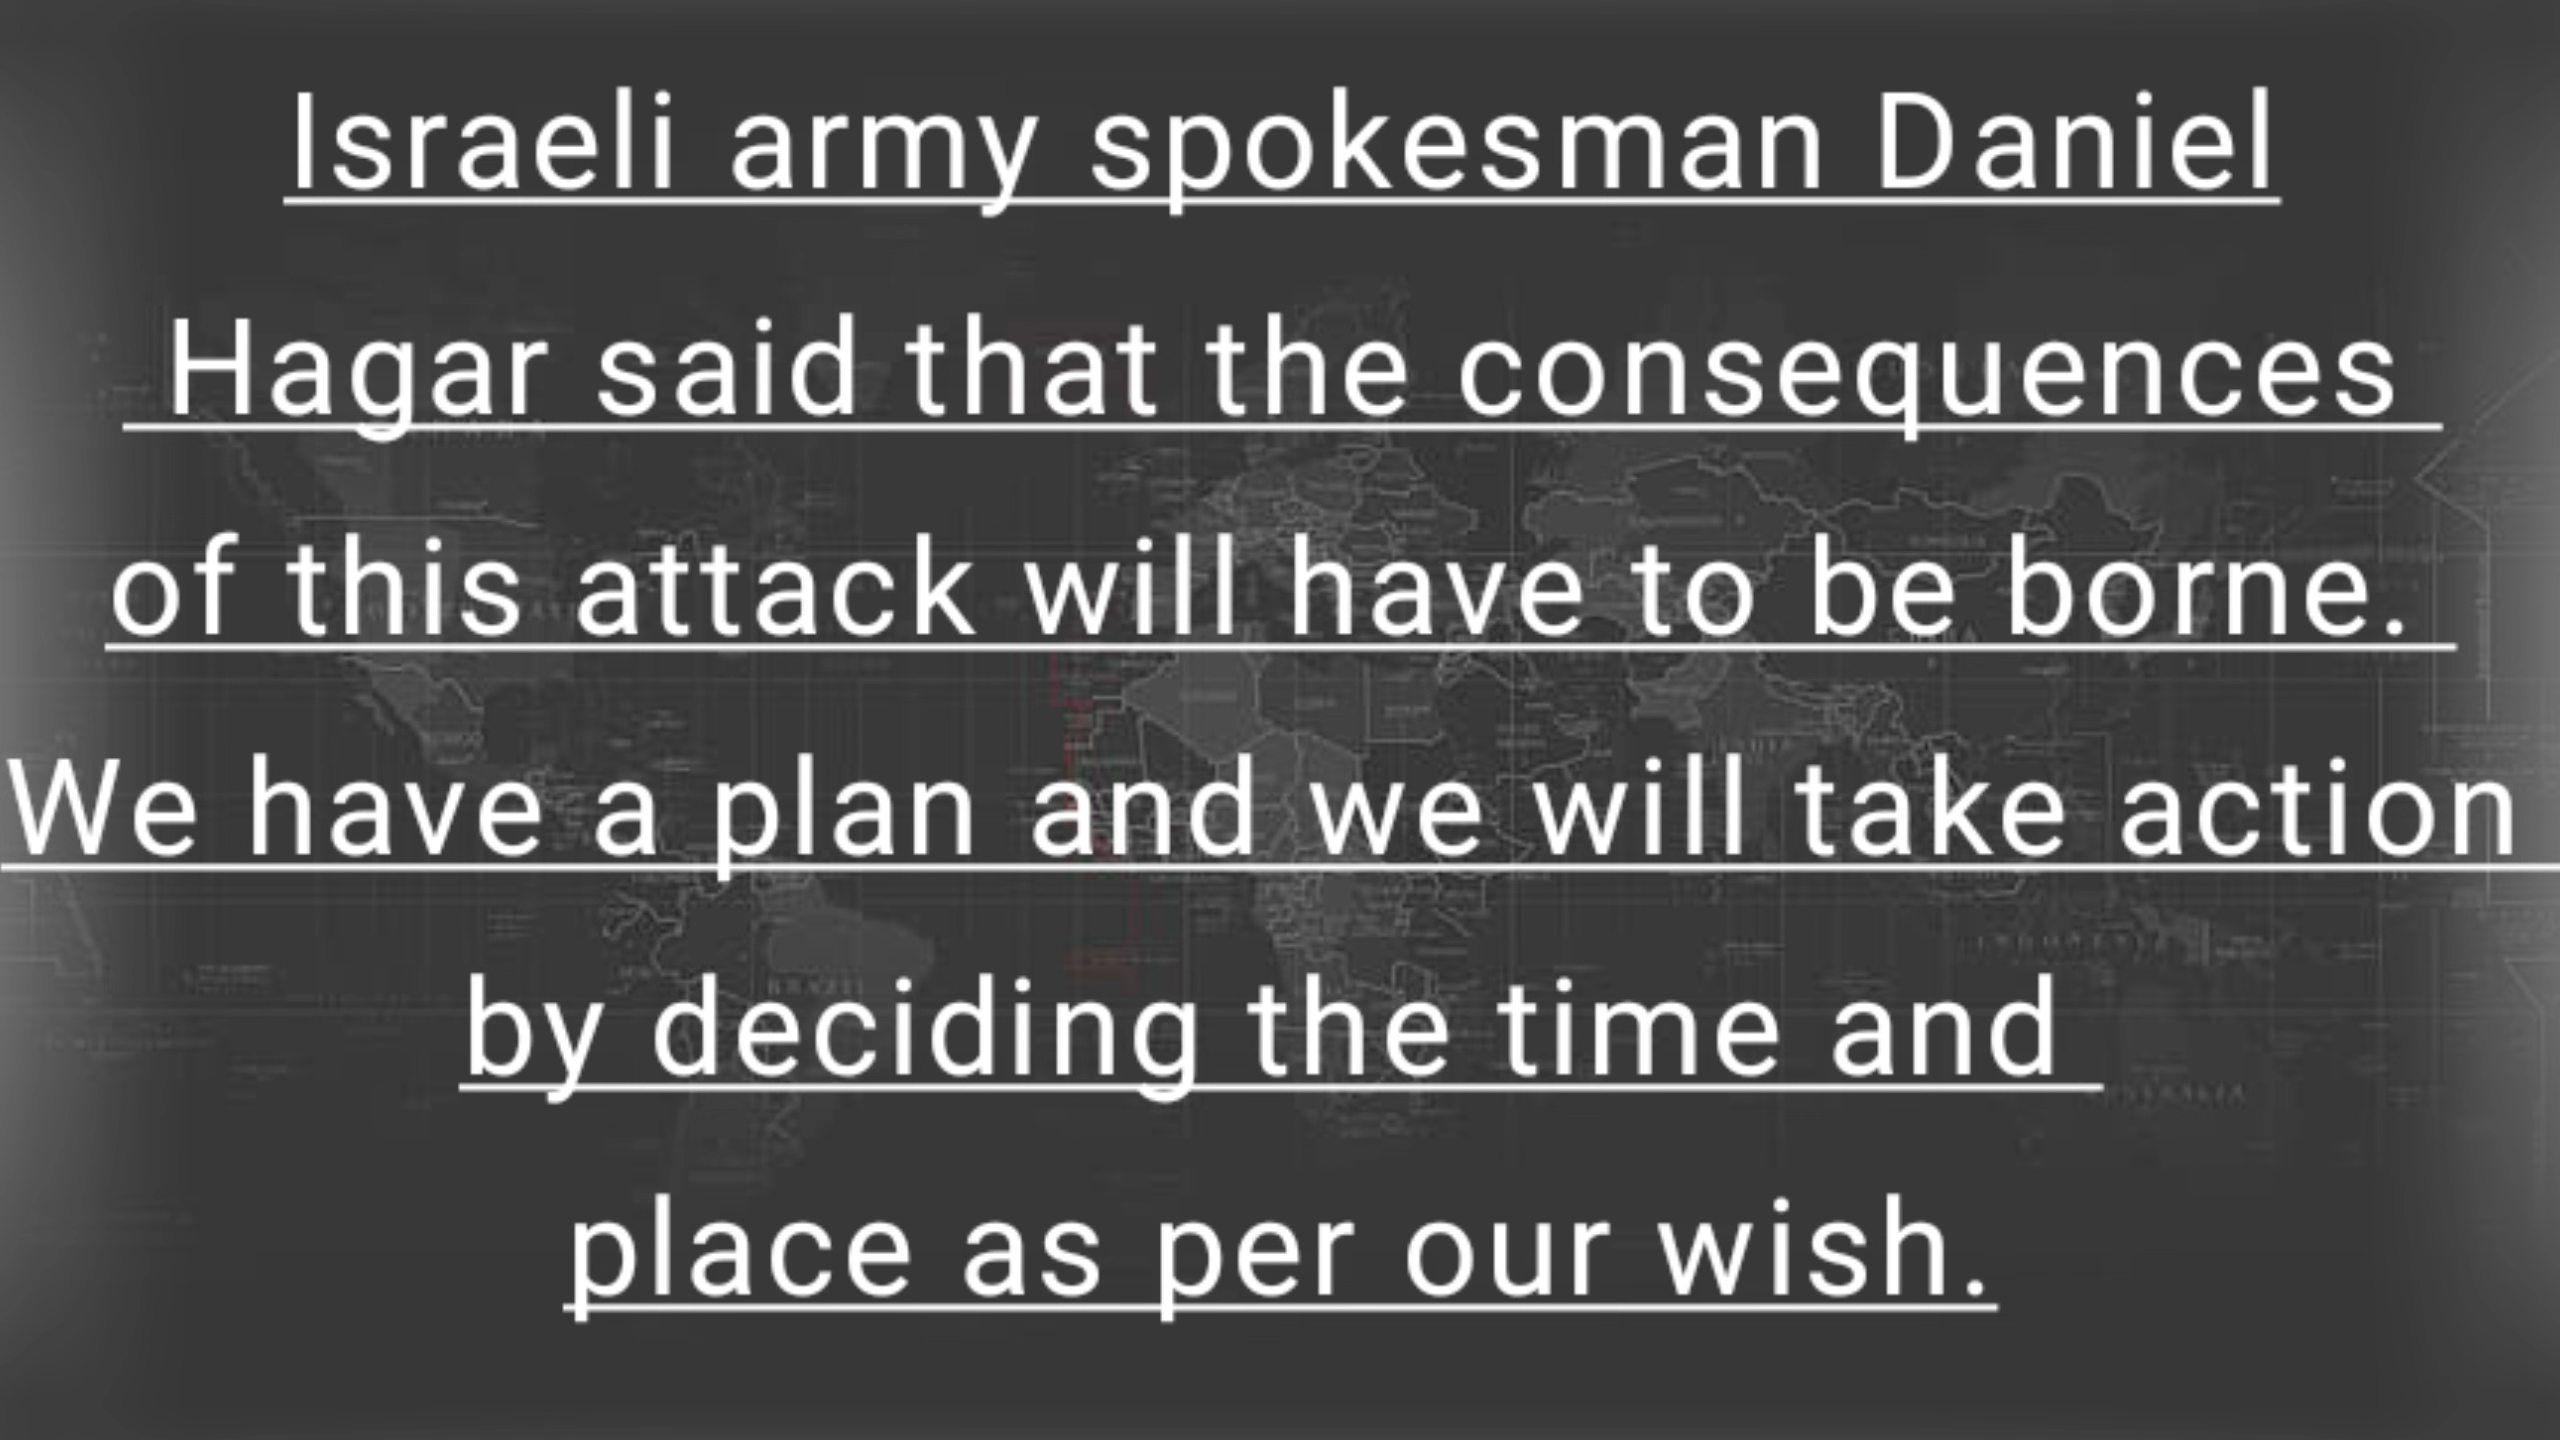 Israeli army spokesman Daniel
Hagar said that the consequences
of this attack will have to be borne.
We have a plan and we will take action
by deciding the time and
place as per our wish.